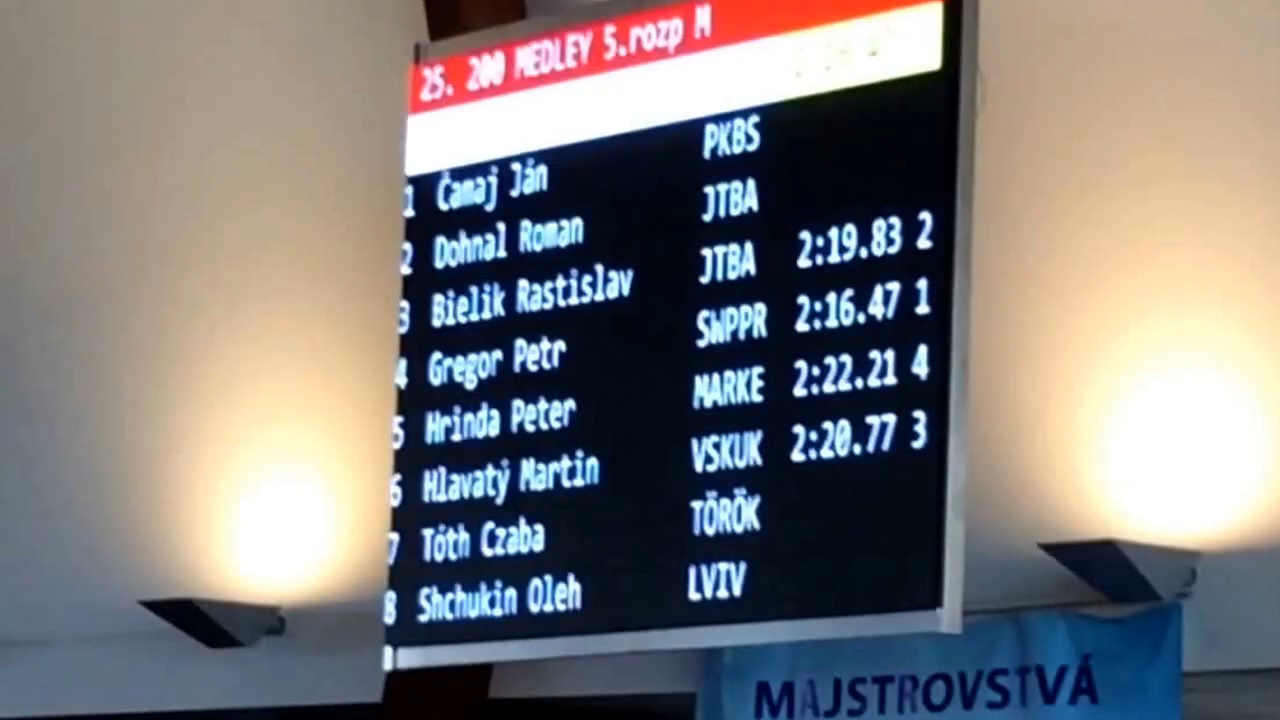 25. 200 MEDLEY 5.rozp M
1 Čamaj Ján PKBS
2 Dohnal Roman JTBA
3 Bielik Rastislav JTBA 2:19.83 2
4 Gregor Petr SWPPR 2:16.47 1
5 Hrinda Peter MARKE 2:22.21 4
6 Hlavatý Martin VSKUK 2:20.77 3
7 Tóth Czaba TÖRÖK
8 Shchukin Oleh LVIV
MAJSTROVSTVÁ